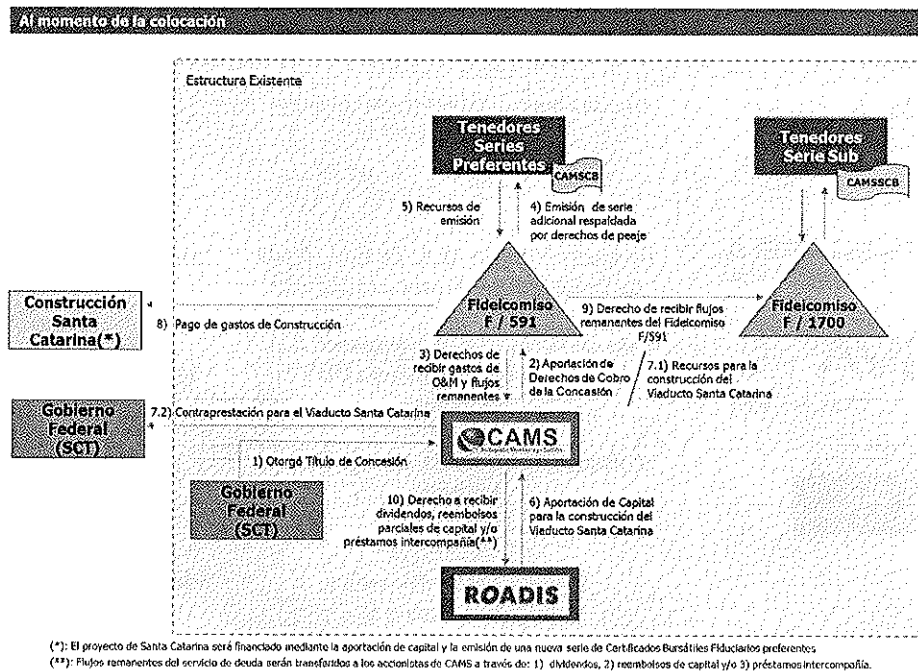 Al momento de la colocación
Estructura Existente
Tenedores
Series
Preferentes
CAMSCB
Tenedores
Serie Sub
CAMSSCB
5) Recursos de
emisión
4) Emisión de serie
adicional respaldada
por derechos de peaje
Construcción
Santa
Catarina(*)
8) Pago de gastos de Construcción
Fideicomiso
F / 591
9) Derecho de recibir flujos
remanentes del Fideicomiso
F/591
Fideicomiso
F / 1700
3) Derechos de
recibir gastos de
O&M y flujos
remanentes
2) Aportación de
Derechos de Cobro
de la Concesión
7.1) Recursos para la
construcción del
Viaducto Santa Catarina
Gobierno
Federal
(SCT)
7.2) Contraprestación para el Viaducto Santa Catarina
CAMS
1) Otorgó Título de Concesión
Gobierno
Federal
(SCT)
10) Derecho a recibir
dividendos, reembolsos
parciales de capital y/o
préstamos intercompañía(**)
6) Aportación de Capital
para la construcción del
Viaducto Santa Catarina
ROADIS
(*): El proyecto de Santa Catarina será financiado mediante la aportación de capital y la emisión de una nueva serie de Certificados Bursátiles Fiduciarios preferentes
(**): Flujos remanentes del servicio de deuda serán transferidos a los accionistas de CAMS a través de: 1) dividendos, 2) reembolsos de capital y/o 3) préstamos intercompañía.